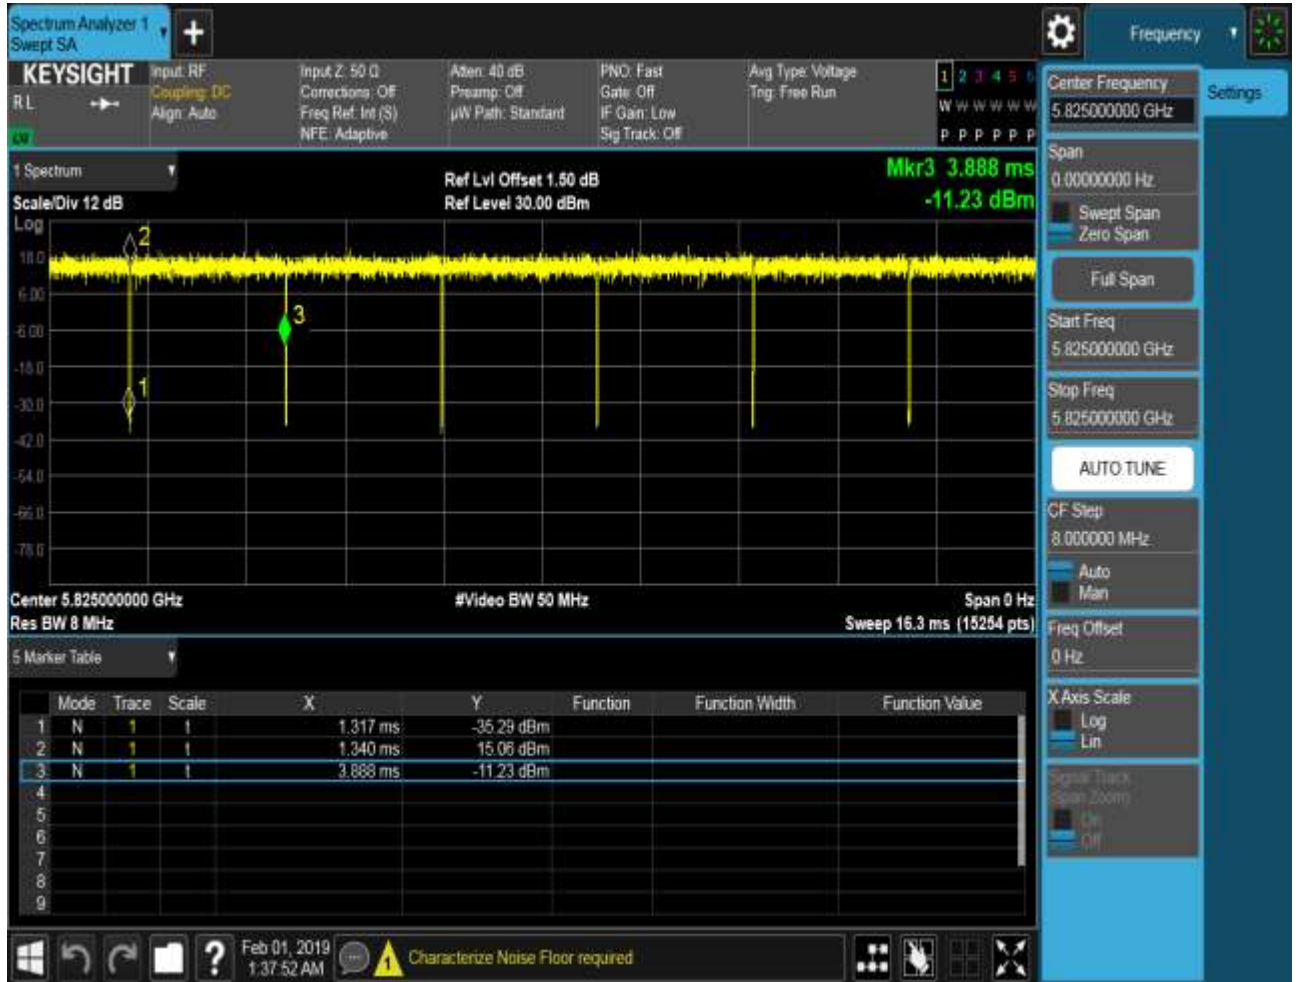 Spectrum Analyzer 1
Swept SA
+
Frequency
KEYSIGHT
RL
Input: RF
Coupling: DC
Align: Auto
Input Z: 50 Ω
Corrections: Off
Freq Ref: Int (S)
NFE: Adaptive
Atten: 40 dB
Preamp: Off
µW Path: Standard
PNO: Fast
Gate: Off
IF Gain: Low
Sig Track: Off
Avg Type: Voltage
Trig: Free Run
1 2 3 4 5 6
W W W W W W
P P P P P P
Center Frequency
5.825000000 GHz
Settings
1 Spectrum
Scale/Div 12 dB
Ref Lvl Offset 1.50 dB
Ref Level 30.00 dBm
Mkr3 3.888 ms
-11.23 dBm
Log
18.0
6.00
-6.00
-18.0
-30.0
-42.0
-54.0
-66.0
-78.0
2
3
1
Center 5.825000000 GHz
#Video BW 50 MHz
Span 0 Hz
Res BW 8 MHz
Sweep 16.3 ms (15254 pts)
Span
0.00000000 Hz
Swept Span
Zero Span
Full Span
Start Freq
5.825000000 GHz
Stop Freq
5.825000000 GHz
AUTO TUNE
CF Step
8.000000 MHz
Auto
Man
Freq Offset
0 Hz
X Axis Scale
Log
Lin
Signal Track
(Span Zoom)
On
Off
5 Marker Table
Mode Trace Scale X Y Function Function Width Function Value
1 N 1 t 1.317 ms -35.29 dBm
2 N 1 t 1.340 ms 15.06 dBm
3 N 1 t 3.888 ms -11.23 dBm
4
5
6
7
8
9
?
Feb 01, 2019
1:37:52 AM
1
Characterize Noise Floor required